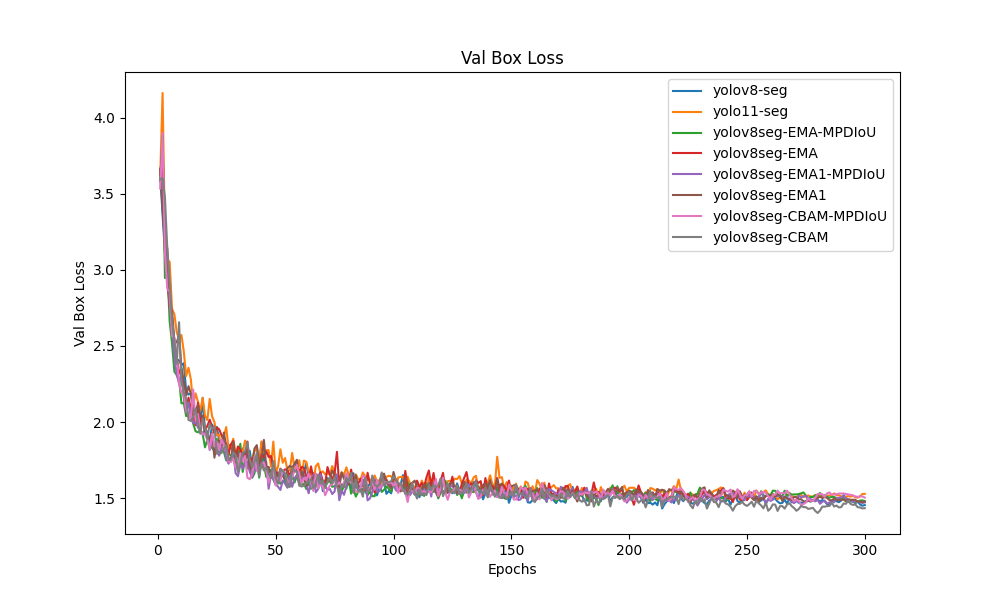 Val Box Loss
yolov8-seg
yolo11-seg
yolov8seg-EMA-MPDIoU
yolov8seg-EMA
yolov8seg-EMA1-MPDIoU
yolov8seg-EMA1
yolov8seg-CBAM-MPDIoU
yolov8seg-CBAM
Val Box Loss
4.0
3.5
3.0
2.5
2.0
1.5
0
50
100
150
200
250
300
Epochs